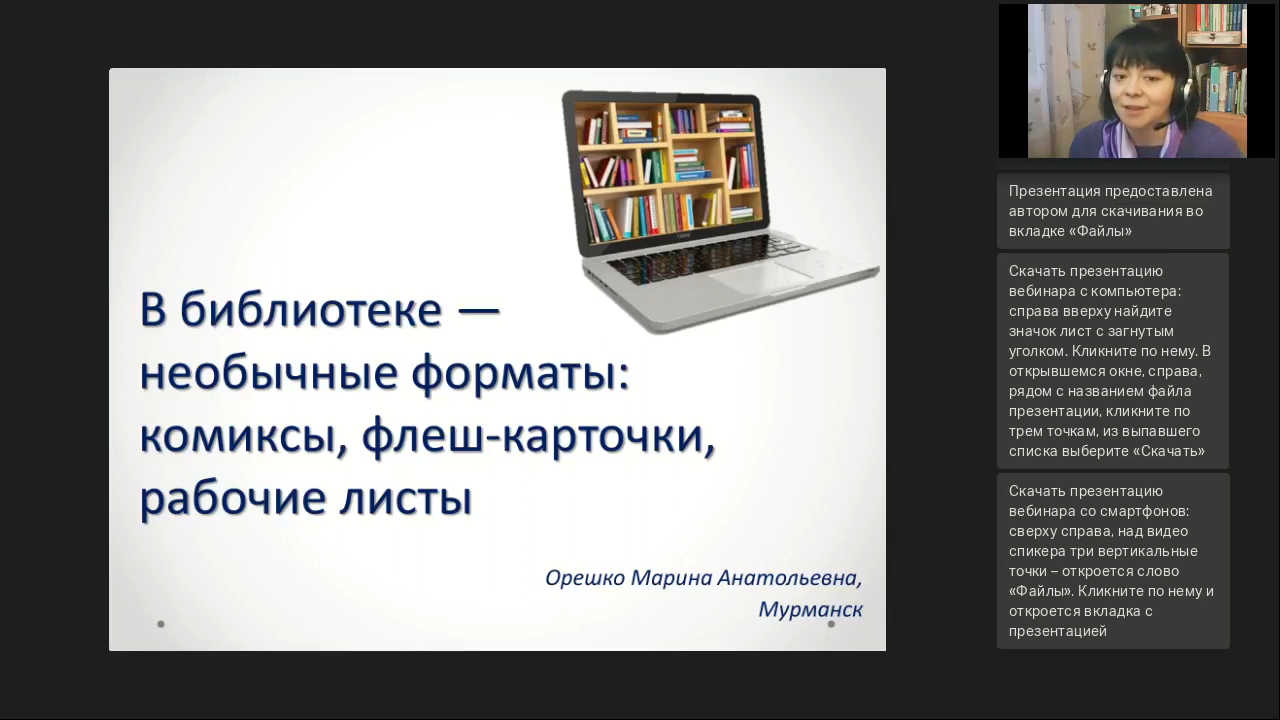 В библиотеке —
необычные форматы:
комиксы, флеш-карточки,
рабочие листы
Орешко Марина Анатольевна,
Мурманск
Презентация предоставлена
автором для скачивания во
вкладке «Файлы»
Скачать презентацию
вебинара с компьютера:
справа вверху найдите
значок лист с загнутым
уголком. Кликните по нему. В
открывшемся окне, справа,
рядом с названием файла
презентации, кликните по
трем точкам, из выпавшего
списка выберите «Скачать»
Скачать презентацию
вебинара со смартфонов:
сверху справа, над видео
спикера три вертикальные
точки – откроется слово
«Файлы». Кликните по нему и
откроется вкладка с
презентацией